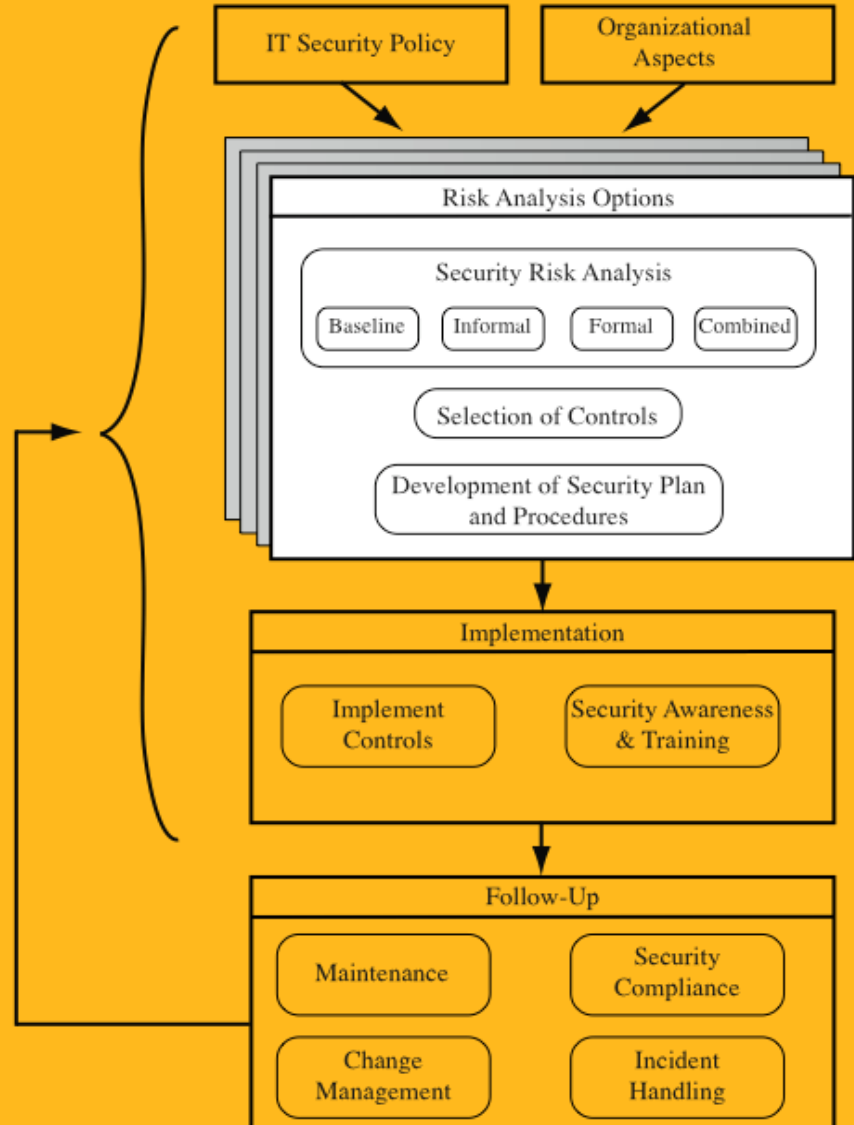 IT Security Policy
Organizational
Aspects
Risk Analysis Options
Security Risk Analysis
Baseline
Informal
Formal
Combined
Selection of Controls
Development of Security Plan
and Procedures
Implementation
Implement
Controls
Security Awareness
& Training
Follow-Up
Maintenance
Security
Compliance
Change
Management
Incident
Handling